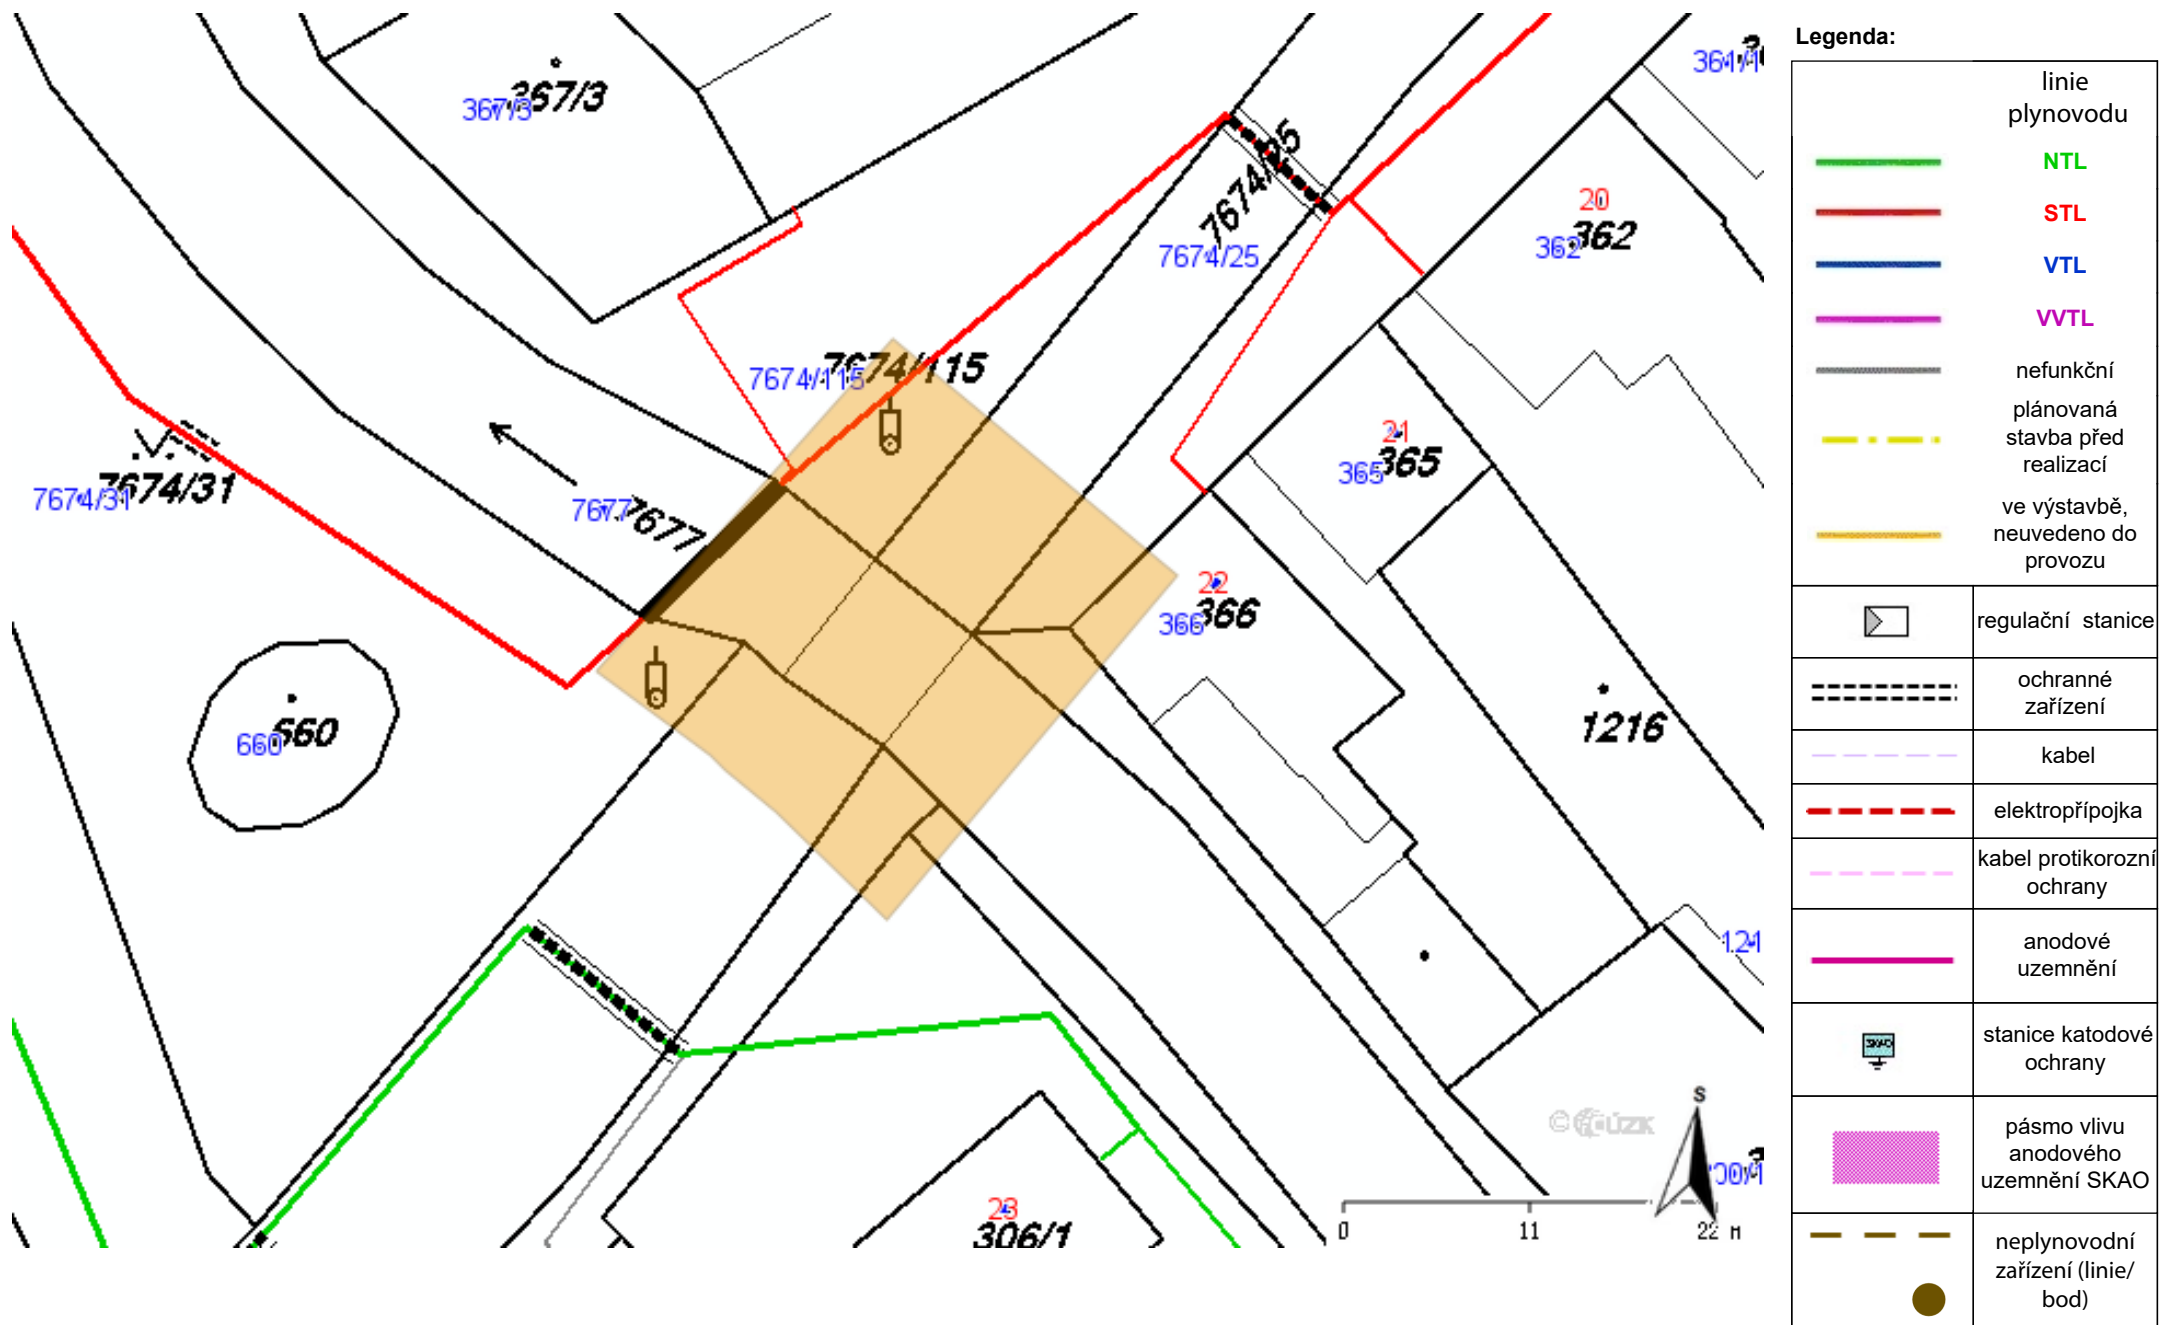 367/3
367/3
7674/25
7674/25
20
362
362
7674/115
7674/115
7674/31
7674/31
7677
7677
21
365
365
22
366
366
660
660
1216
23
306/1
S
0
11
22 M
Legenda:
linie
plynovodu
NTL
STL
VTL
VVTL
nefunkční
plánovaná
stavba před
realizací
ve výstavbě,
neuvedeno do
provozu
regulační stanice
ochranné
zařízení
kabel
elektropřípojka
kabel protikorozní
ochrany
anodové
uzemnění
SKAO
stanice katodové
ochrany
pásmo vlivu
anodového
uzemnění SKAO
neplynovodní
zařízení (linie/
bod)